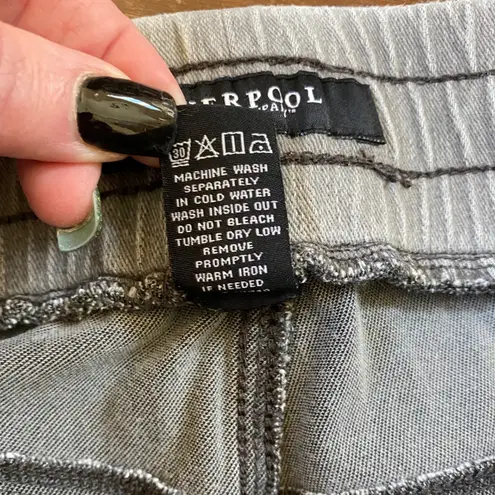 ERPOOL
30
MACHINE WASH
SEPARATELY
IN COLD WATER
WASH INSIDE OUT
DO NOT BLEACH
TUMBLE DRY LOW
REMOVE
PROMPTLY
WARM IRON
IF NEEDED